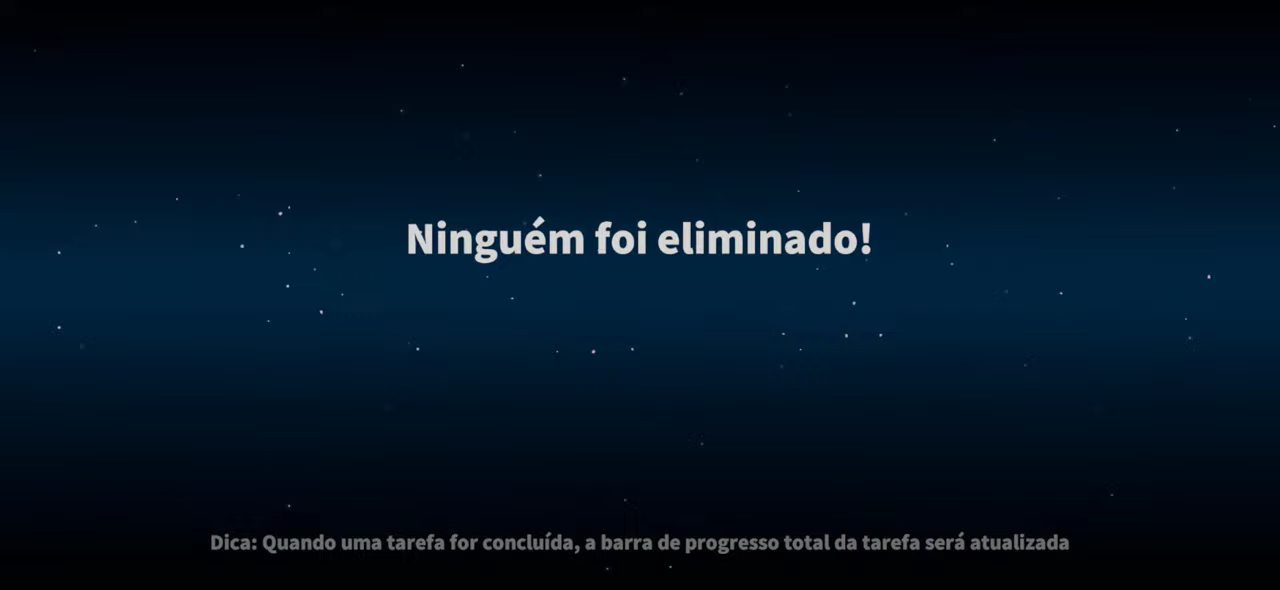 Ninguém foi eliminado!
Dica: Quando uma tarefa for concluída, a barra de progresso total da tarefa será atualizada